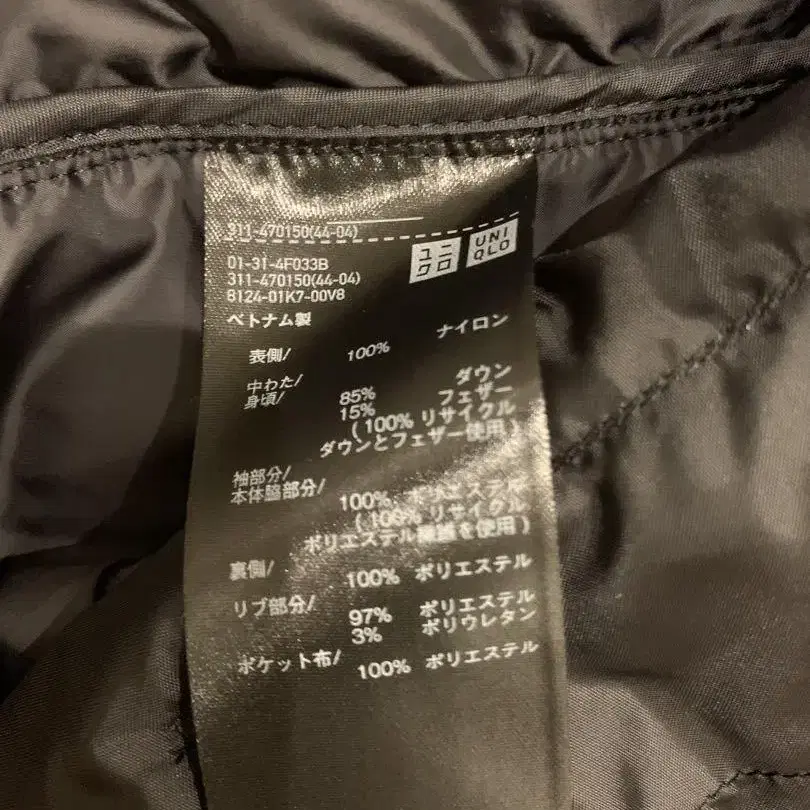 311-470150(44-04)
ユニクロ UNIQLO
01-31-4F033B
311-470150(44-04)
8124-01K7-00V8
ベトナム製
表側/ 100% ナイロン
中わた/
身頃/ 85% ダウン
15% フェザー
(100% リサイクル
ダウンとフェザー使用)
袖部分/
本体脇部分/ 100% ポリエステル
(100% リサイクル
ポリエステル繊維を使用)
裏側/ 100% ポリエステル
リブ部分/ 97% ポリエステル
3% ポリウレタン
ポケット布/ 100% ポリエステル